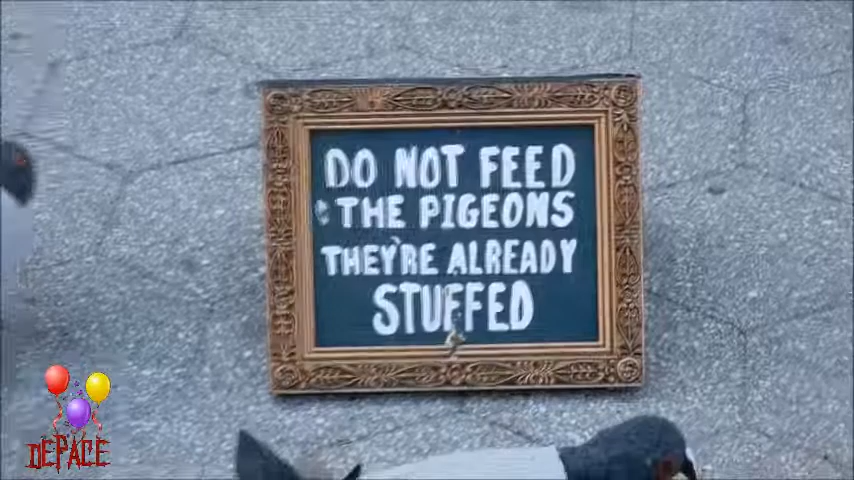 DO NOT FEED
THE PIGEONS
THEY'RE ALREADY
STUFFED
DEPACE